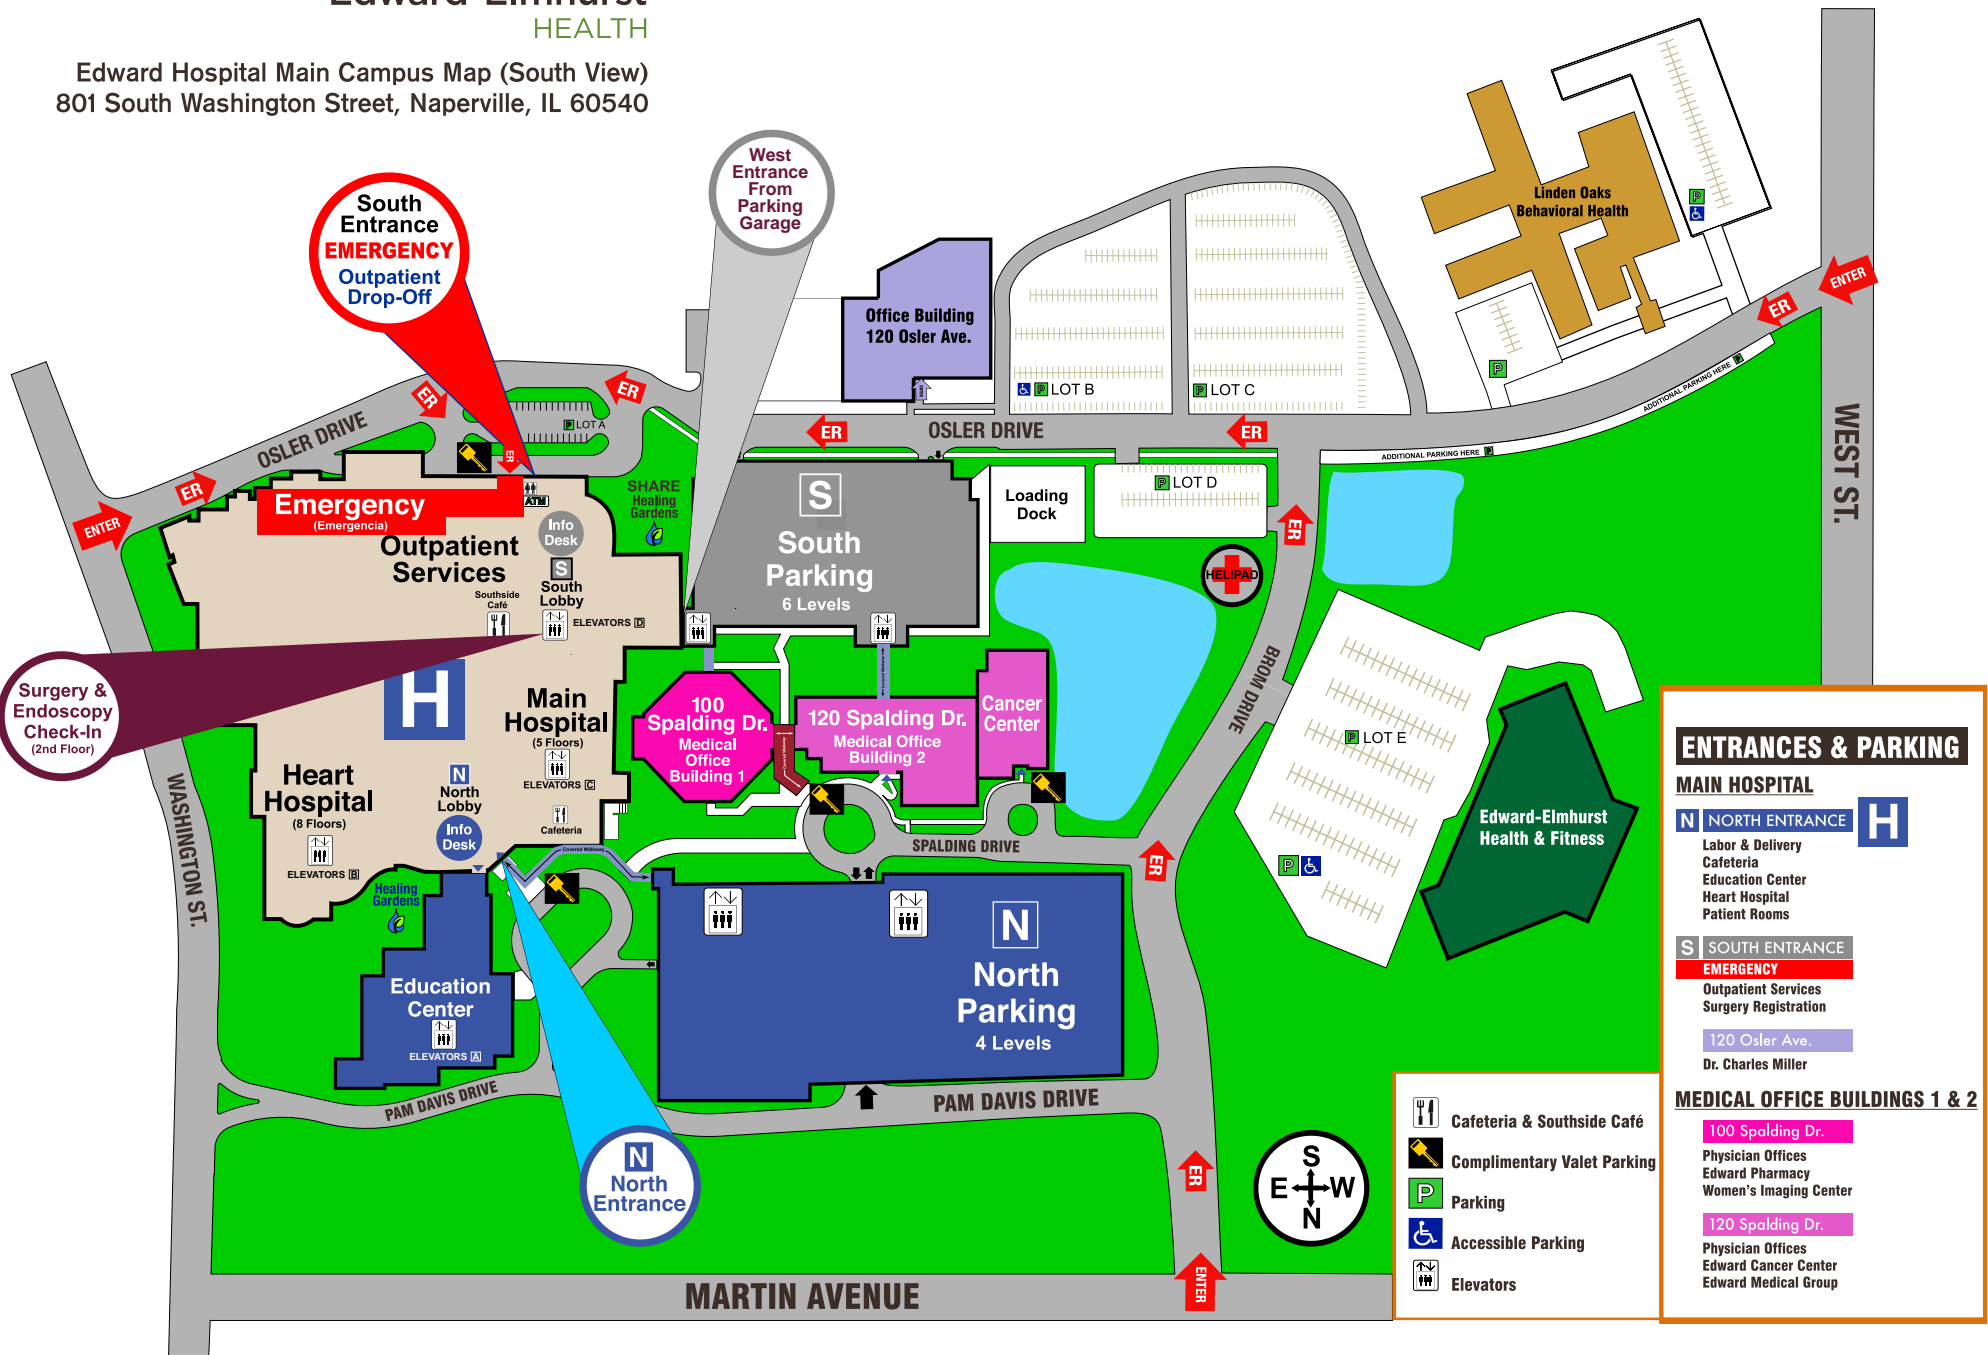 Edward-Elmhurst
HEALTH
Edward Hospital Main Campus Map (South View)
801 South Washington Street, Naperville, IL 60540
West
Entrance
From
Parking
Garage
South
Entrance
EMERGENCY
Outpatient
Drop-Off
Linden Oaks
Behavioral Health
P
P
ENTER
ER
Office Building
120 Osler Ave.
P LOT B
P LOT C
ADDITIONAL PARKING HERE P
ADDITIONAL PARKING HERE P
ER
ER
P LOT A
ER
OSLER DRIVE
ER
OSLER DRIVE
ER
WEST ST.
ER
ENTER
Emergency
(Emergencia)
ATM
SHARE
Healing
Gardens
S
South
Parking
6 Levels
Loading
Dock
P LOT D
ER
HELIPAD
Outpatient
Services
Info
Desk
S
South
Lobby
Southside
Café
ELEVATORS D
Surgery &
Endoscopy
Check-In
(2nd Floor)
H
Main
Hospital
(5 Floors)
ELEVATORS C
Cafeteria
100
Spalding Dr.
Medical
Office
Building 1
Covered Walkway
Covered Walkway
120 Spalding Dr.
Medical Office
Building 2
Cancer
Center
BROM DRIVE
P LOT E
P
Edward-Elmhurst
Health & Fitness
Heart
Hospital
(8 Floors)
ELEVATORS B
N
North
Lobby
Info
Desk
Covered Walkway
SPALDING DRIVE
ER
WASHINGTON ST.
Healing
Gardens
Education
Center
ELEVATORS A
N
North
Parking
4 Levels
PAM DAVIS DRIVE
PAM DAVIS DRIVE
N
North
Entrance
ER
S
E W
N
ENTER
MARTIN AVENUE
Cafeteria & Southside Café
Complimentary Valet Parking
P Parking
Accessible Parking
Elevators
ENTRANCES & PARKING
MAIN HOSPITAL
N NORTH ENTRANCE H
Labor & Delivery
Cafeteria
Education Center
Heart Hospital
Patient Rooms
S SOUTH ENTRANCE
EMERGENCY
Outpatient Services
Surgery Registration
120 Osler Ave.
Dr. Charles Miller
MEDICAL OFFICE BUILDINGS 1 & 2
100 Spalding Dr.
Physician Offices
Edward Pharmacy
Women's Imaging Center
120 Spalding Dr.
Physician Offices
Edward Cancer Center
Edward Medical Group